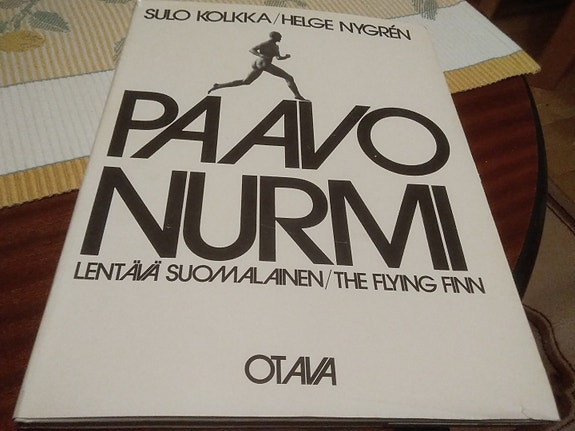 SULO KOLKKA/HELGE NYGRÉN
PAAVO
NURMI
LENTÄVÄ SUOMALAINEN/THE FLYING FINN
OTAVA